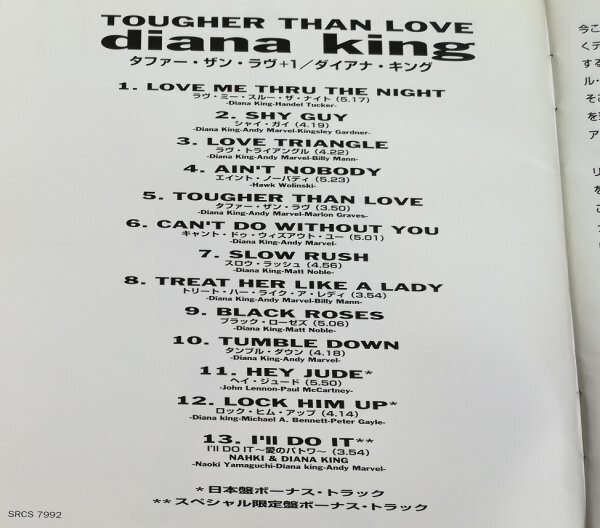 TOUGHER THAN LOVE
diana king
タファー・ザン・ラヴ+1/ダイアナ・キング
1. LOVE ME THRU THE NIGHT
ラヴ・ミー・スルー・ザ・ナイト (5.17)
-Diana King-Handel Tucker-
2. SHY GUY
シャイ・ガイ (4.19)
-Diana King-Andy Marvel-Kingsley Gardner-
3. LOVE TRIANGLE
ラヴ・トライアングル (4.22)
-Diana King-Andy Marvel-Billy Mann-
4. AIN'T NOBODY
エイント・ノーバディ (5.23)
-Hawk Wolinski-
5. TOUGHER THAN LOVE
タファー・ザン・ラヴ (3.50)
-Diana King-Andy Marvel-Marlon Graves-
6. CAN'T DO WITHOUT YOU
キャント・ドゥ・ウィズアウト・ユー (5.01)
-Diana King-Andy Marvel-
7. SLOW RUSH
スロウ・ラッシュ (4.56)
-Diana King-Matt Noble-
8. TREAT HER LIKE A LADY
トリート・ハー・ライク・ア・レディ (3.54)
-Diana King-Andy Marvel-Billy Mann-
9. BLACK ROSES
ブラック・ローゼズ (5.06)
-Diana King-Matt Noble-
10. TUMBLE DOWN
タンブル・ダウン (4.18)
-Diana King-Andy Marvel-
11. HEY JUDE*
ヘイ・ジュード (5.50)
-John Lennon-Paul McCartney-
12. LOCK HIM UP*
ロック・ヒム・アップ (4.14)
-Diana king-Michael A. Bennett-Peter Gayle-
13. I'll DO IT**
I'll DO IT～愛のバトワ～ (3.54)
NAHKI & DIANA KING
-Naoki Yamaguchi-Diana king-Andy Marvel-
*日本盤ボーナス・トラック
**スペシャル限定盤ボーナス・トラック
SRCS 7992